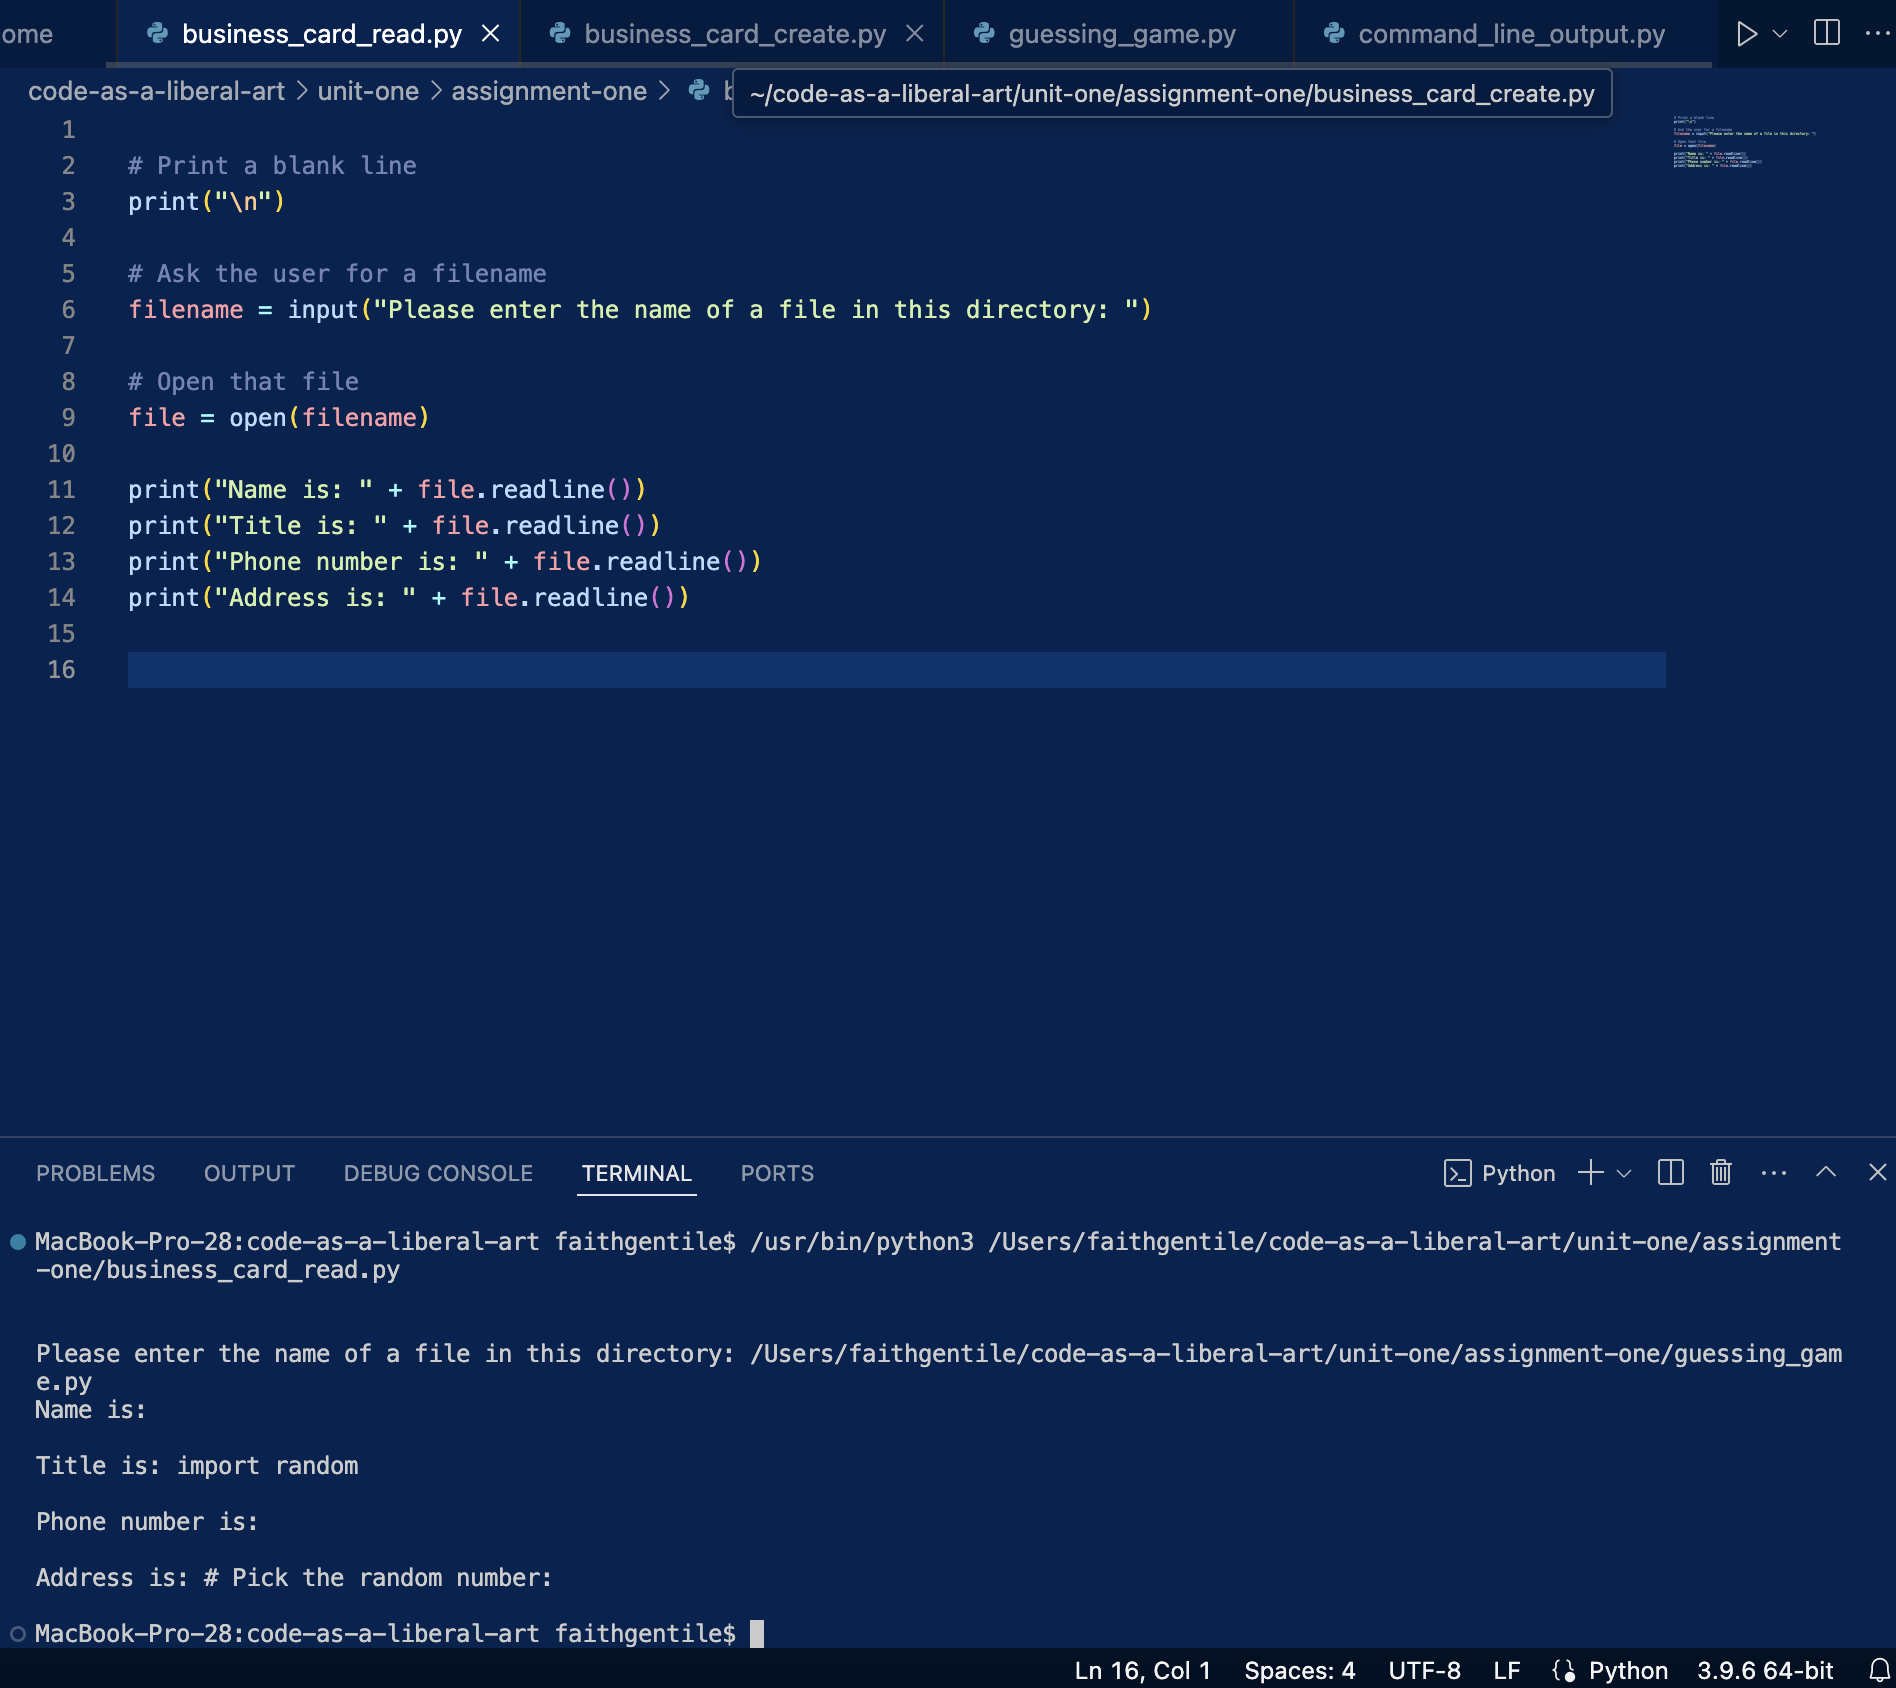 ome business_card_read.py business_card_create.py guessing_game.py command_line_output.py
code-as-a-liberal-art > unit-one > assignment-one > ~/code-as-a-liberal-art/unit-one/assignment-one/business_card_create.py
1
2 # Print a blank line
3 print("\n")
4
5 # Ask the user for a filename
6 filename = input("Please enter the name of a file in this directory: ")
7
8 # Open that file
9 file = open(filename)
10
11 print("Name is: " + file.readline())
12 print("Title is: " + file.readline())
13 print("Phone number is: " + file.readline())
14 print("Address is: " + file.readline())
15
16
PROBLEMS OUTPUT DEBUG CONSOLE TERMINAL PORTS Python
MacBook-Pro-28:code-as-a-liberal-art faithgentile$ /usr/bin/python3 /Users/faithgentile/code-as-a-liberal-art/unit-one/assignment
-one/business_card_read.py
Please enter the name of a file in this directory: /Users/faithgentile/code-as-a-liberal-art/unit-one/assignment-one/guessing_gam
e.py
Name is:
Title is: import random
Phone number is:
Address is: # Pick the random number:
MacBook-Pro-28:code-as-a-liberal-art faithgentile$
Ln 16, Col 1 Spaces: 4 UTF-8 LF Python 3.9.6 64-bit